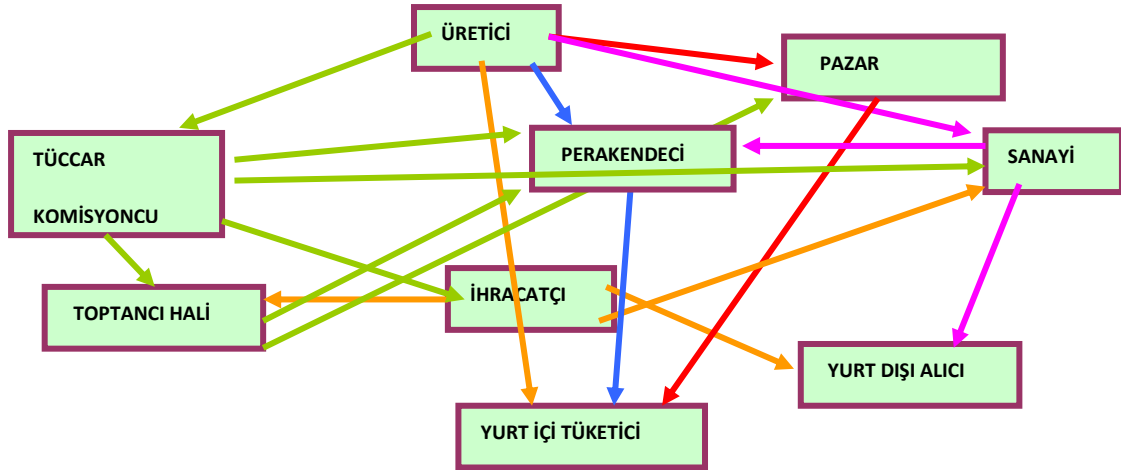 ÜRETİCİ
PAZAR
TÜCCAR
KOMİSYONCU
PERAKENDECİ
SANAYİ
TOPTANCI HALİ
İHRACATÇI
YURT DIŞI ALICI
YURT İÇİ TÜKETİCİ